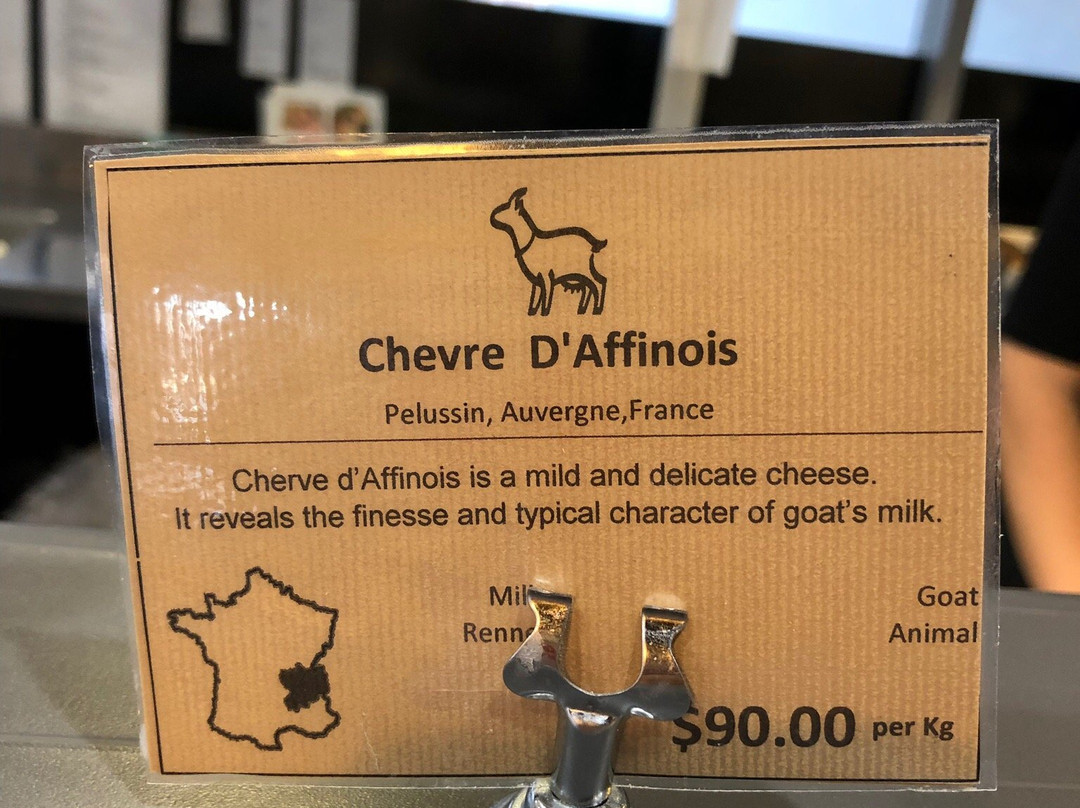 Chevre D'Affinois
Pelussin, Auvergne,France
Cherve d'Affinois is a mild and delicate cheese.
It reveals the finesse and typical character of goat's milk.
Goat
Animal
$90.00 per Kg